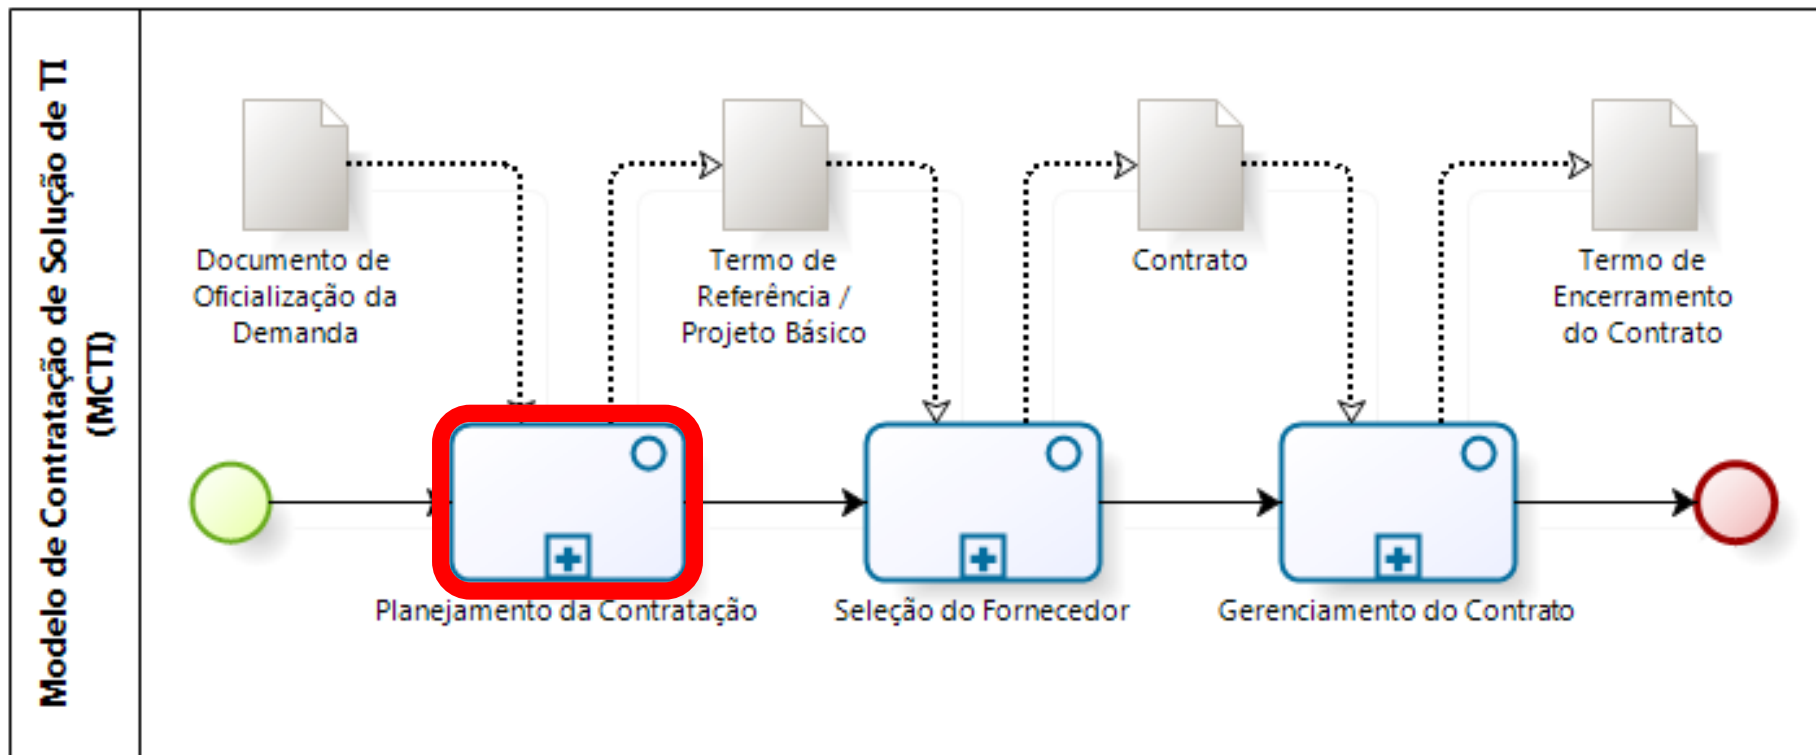 Modelo de Contratação de Solução de TI
(MCTI)
Documento de
Oficialização da
Demanda
Termo de
Referência /
Projeto Básico
Contrato
Termo de
Encerramento
do Contrato
Planejamento da Contratação
Seleção do Fornecedor
Gerenciamento do Contrato